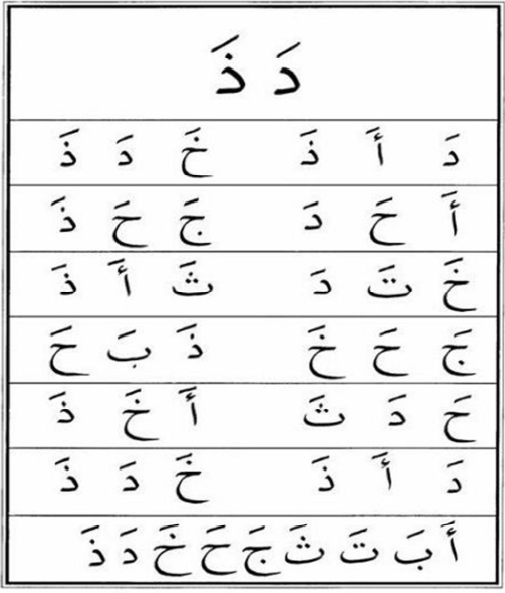 دَ ذَ
دَ أَ ذَ خَ دَ ذَ
أَ حَ دَ جَ حَ ذَ
خَ تَ دَ ثَ أَ ذَ
جَ حَ خَ ذَ بَ حَ
حَ دَ ثَ أَ خَ ذَ
دَ أَ ذَ خَ دَ ذَ
أَ بَ تَ ثَ جَ حَ خَ دَ ذَ